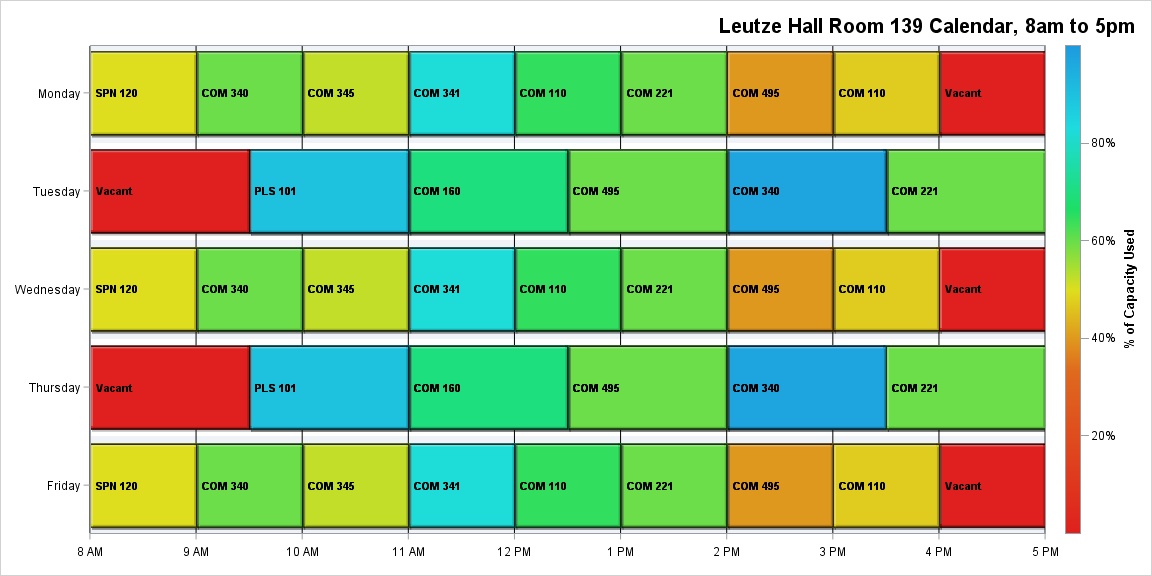 Leutze Hall Room 139 Calendar, 8am to 5pm
Monday
SPN 120
COM 340
COM 345
COM 341
COM 110
COM 221
COM 495
COM 110
Vacant
Tuesday
Vacant
PLS 101
COM 160
COM 495
COM 340
COM 221
Wednesday
SPN 120
COM 340
COM 345
COM 341
COM 110
COM 221
COM 495
COM 110
Vacant
Thursday
Vacant
PLS 101
COM 160
COM 495
COM 340
COM 221
Friday
SPN 120
COM 340
COM 345
COM 341
COM 110
COM 221
COM 495
COM 110
Vacant
8 AM
9 AM
10 AM
11 AM
12 PM
1 PM
2 PM
3 PM
4 PM
5 PM
80%
60%
40%
20%
% of Capacity Used